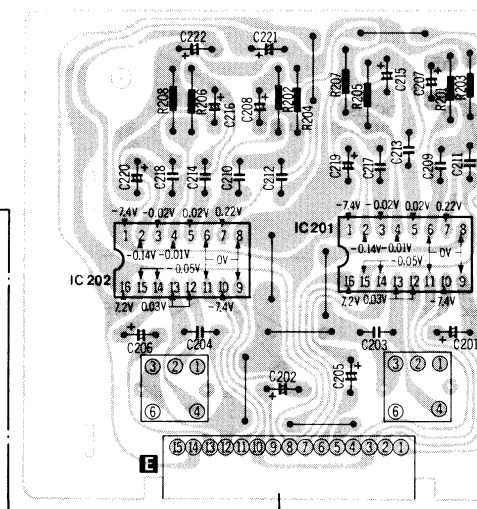 C222 C221
R208 R206 C216 C208 R202 R204 R207 R205 C215 C207 R201 R203
C220 C218 C214 C210 C212 C219 C217 C213 C209 C211
-7.4V -0.02V 0.02V 0.22V -7.4V -0.02V 0.02V 0.22V
IC201
1 2 3 4 5 6 7 8 1 2 3 4 5 6 7 8
-0.14V -0.01V 0V -0.14V -0.01V 0V
-0.05V -0.05V
IC202
16 15 14 13 12 11 10 9 16 15 14 13 12 11 10 9
7.2V 0.03V -7.4V 7.2V 0.03V -7.4V
C206 C204 C203 C201
3 2 1 3 2 1
C202 C205
6 4 6 4
E 15 14 13 12 11 10 9 8 7 6 5 4 3 2 1